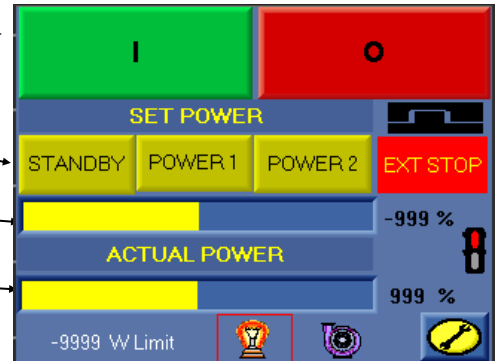 I O
SET POWER
STANDBY POWER 1 POWER 2 EXT STOP
-999 %
ACTUAL POWER
999 %
-9999 W Limit